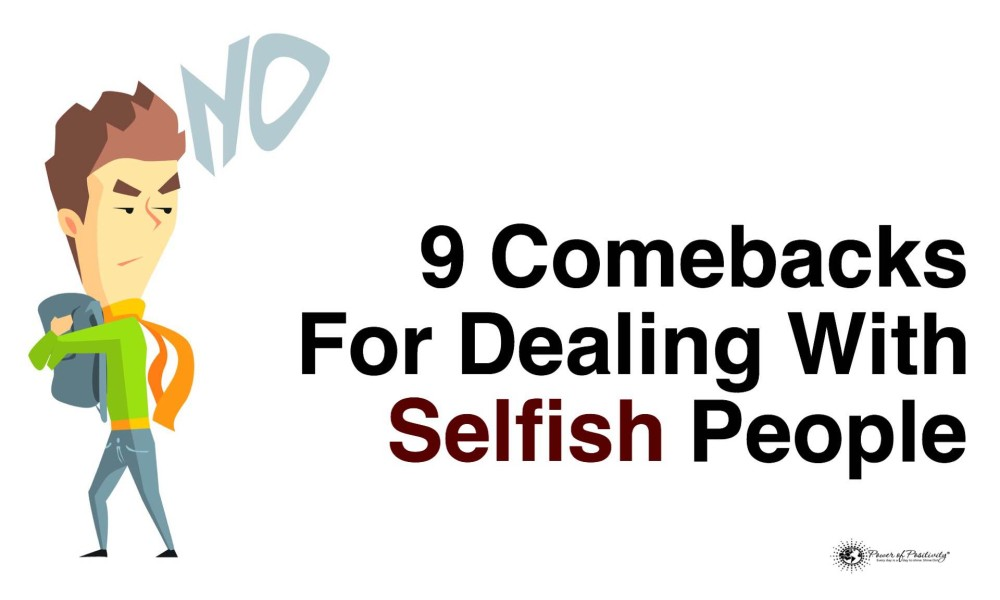 NO
9 Comebacks
For Dealing With
Selfish People
Power of Positivity